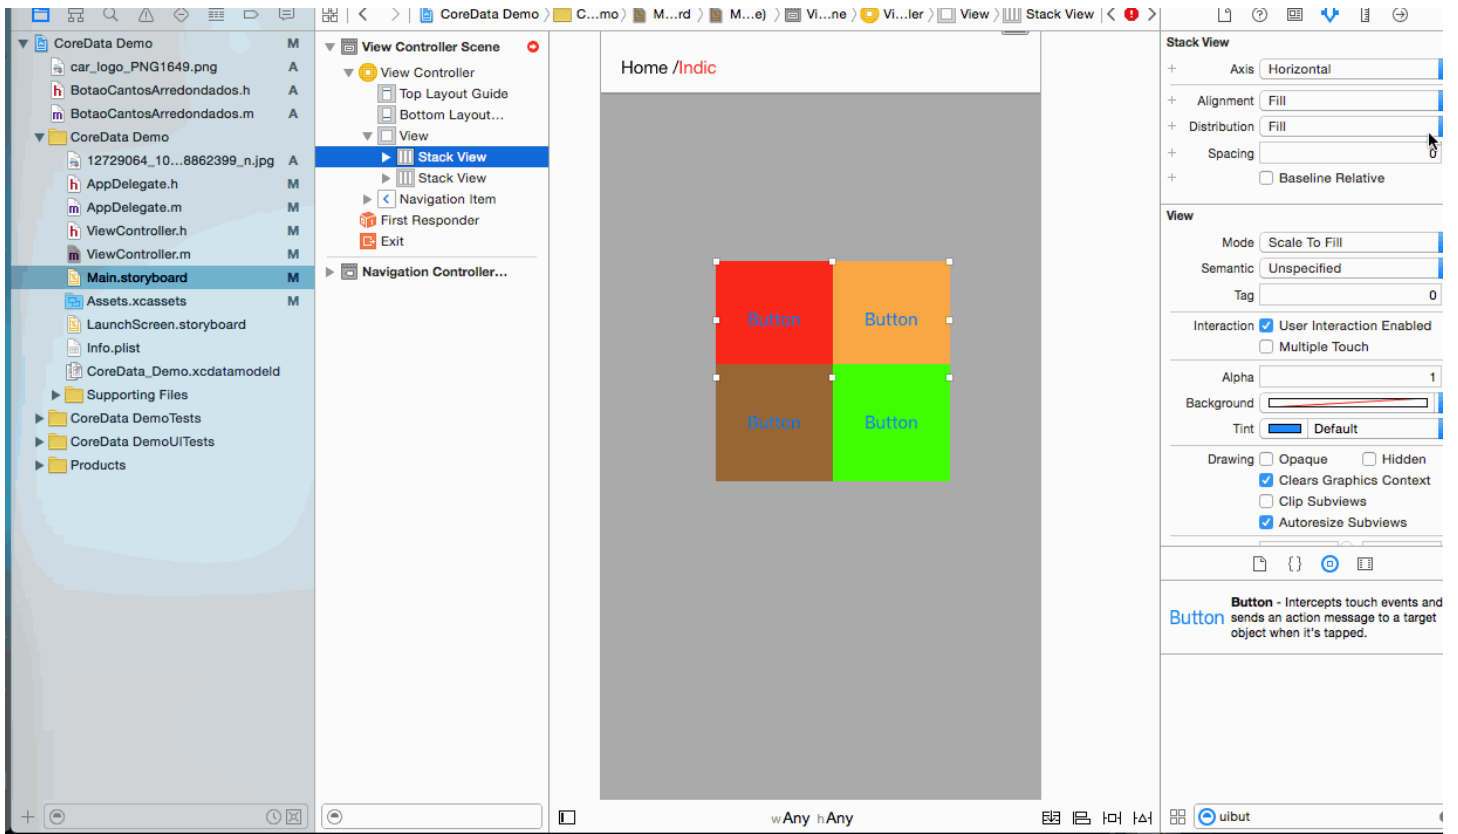 CoreData Demo
C...mo
M...rd
M...e)
Vi...ne
Vi...ler
View
Stack View
CoreData Demo M
car_logo_PNG1649.png A
BotaoCantosArredondados.h A
BotaoCantosArredondados.m A
CoreData Demo
12729064_10...8862399_n.jpg A
AppDelegate.h M
AppDelegate.m M
ViewController.h M
ViewController.m M
Main.storyboard M
Assets.xcassets M
LaunchScreen.storyboard
Info.plist
CoreData_Demo.xcdatamodeld
Supporting Files
CoreData DemoTests
CoreData DemoUITests
Products
View Controller Scene
View Controller
Top Layout Guide
Bottom Layout...
View
Stack View
Stack View
Navigation Item
First Responder
Exit
Navigation Controller...
Home /Indic
Button Button
Button Button
wAny hAny
Stack View
Axis Horizontal
Alignment Fill
Distribution Fill
Spacing 0
Baseline Relative
View
Mode Scale To Fill
Semantic Unspecified
Tag 0
Interaction User Interaction Enabled
Multiple Touch
Alpha 1
Background
Tint Default
Drawing Opaque Hidden
Clears Graphics Context
Clip Subviews
Autoresize Subviews
{}
Button
Button - Intercepts touch events and
sends an action message to a target
object when it's tapped.
uibut